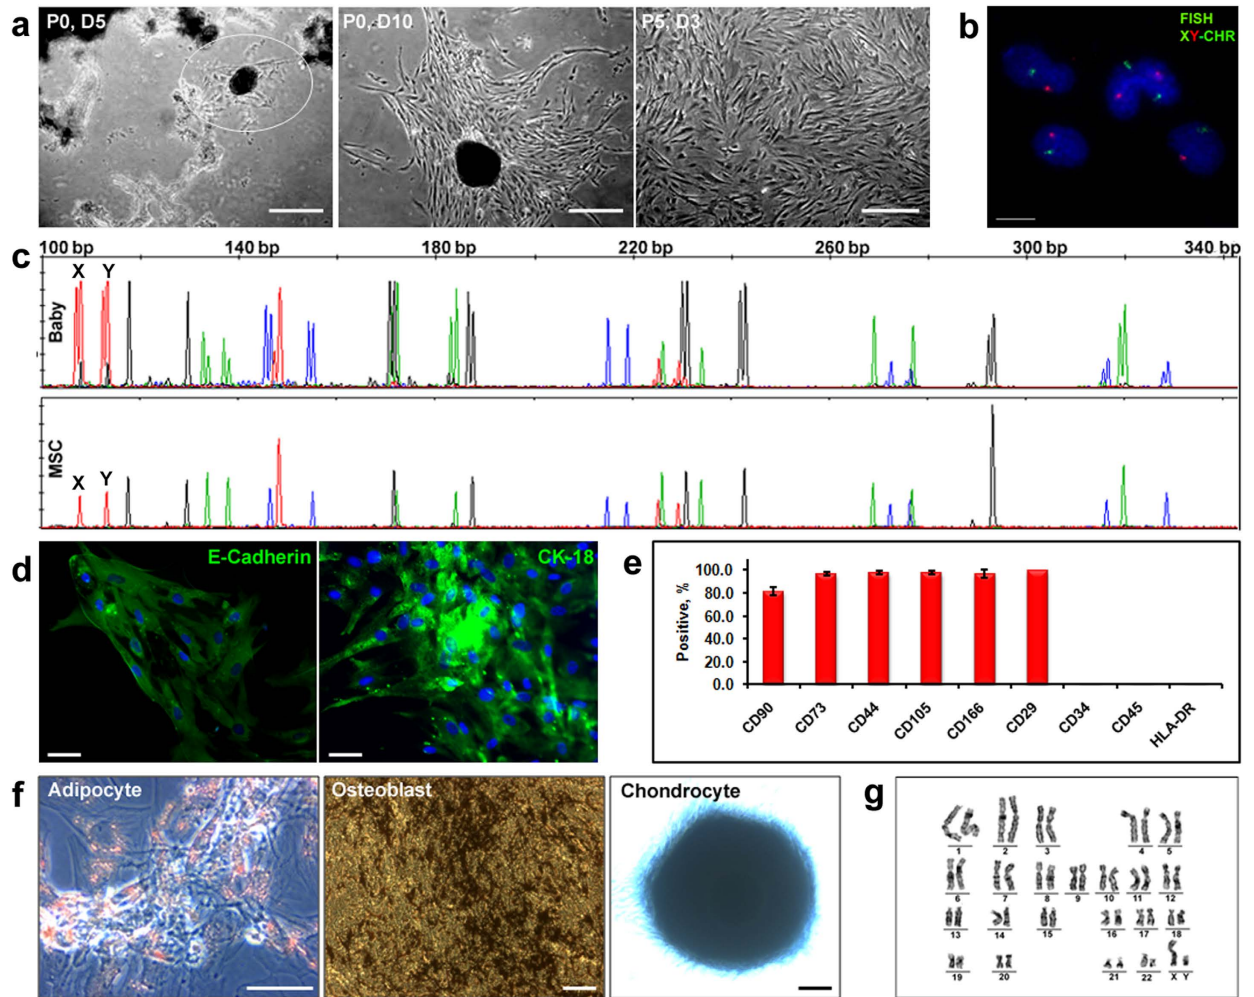 a
P0, D5
P0, D10
P5, D3
b
FISH
XY-CHR
c
100 bp
140 bp
180 bp
220 bp
260 bp
300 bp
340 bp
X
Y
Baby
X
Y
MSC
d
E-Cadherin
CK-18
e
Positive, %
100.0
80.0
60.0
40.0
20.0
0.0
CD90
CD73
CD44
CD105
CD166
CD29
CD34
CD45
HLA-DR
f
Adipocyte
Osteoblast
Chondrocyte
g
1 2 3 4 5
6 7 8 9 10 11 12
13 14 15 16 17 18
19 20 21 22 X Y